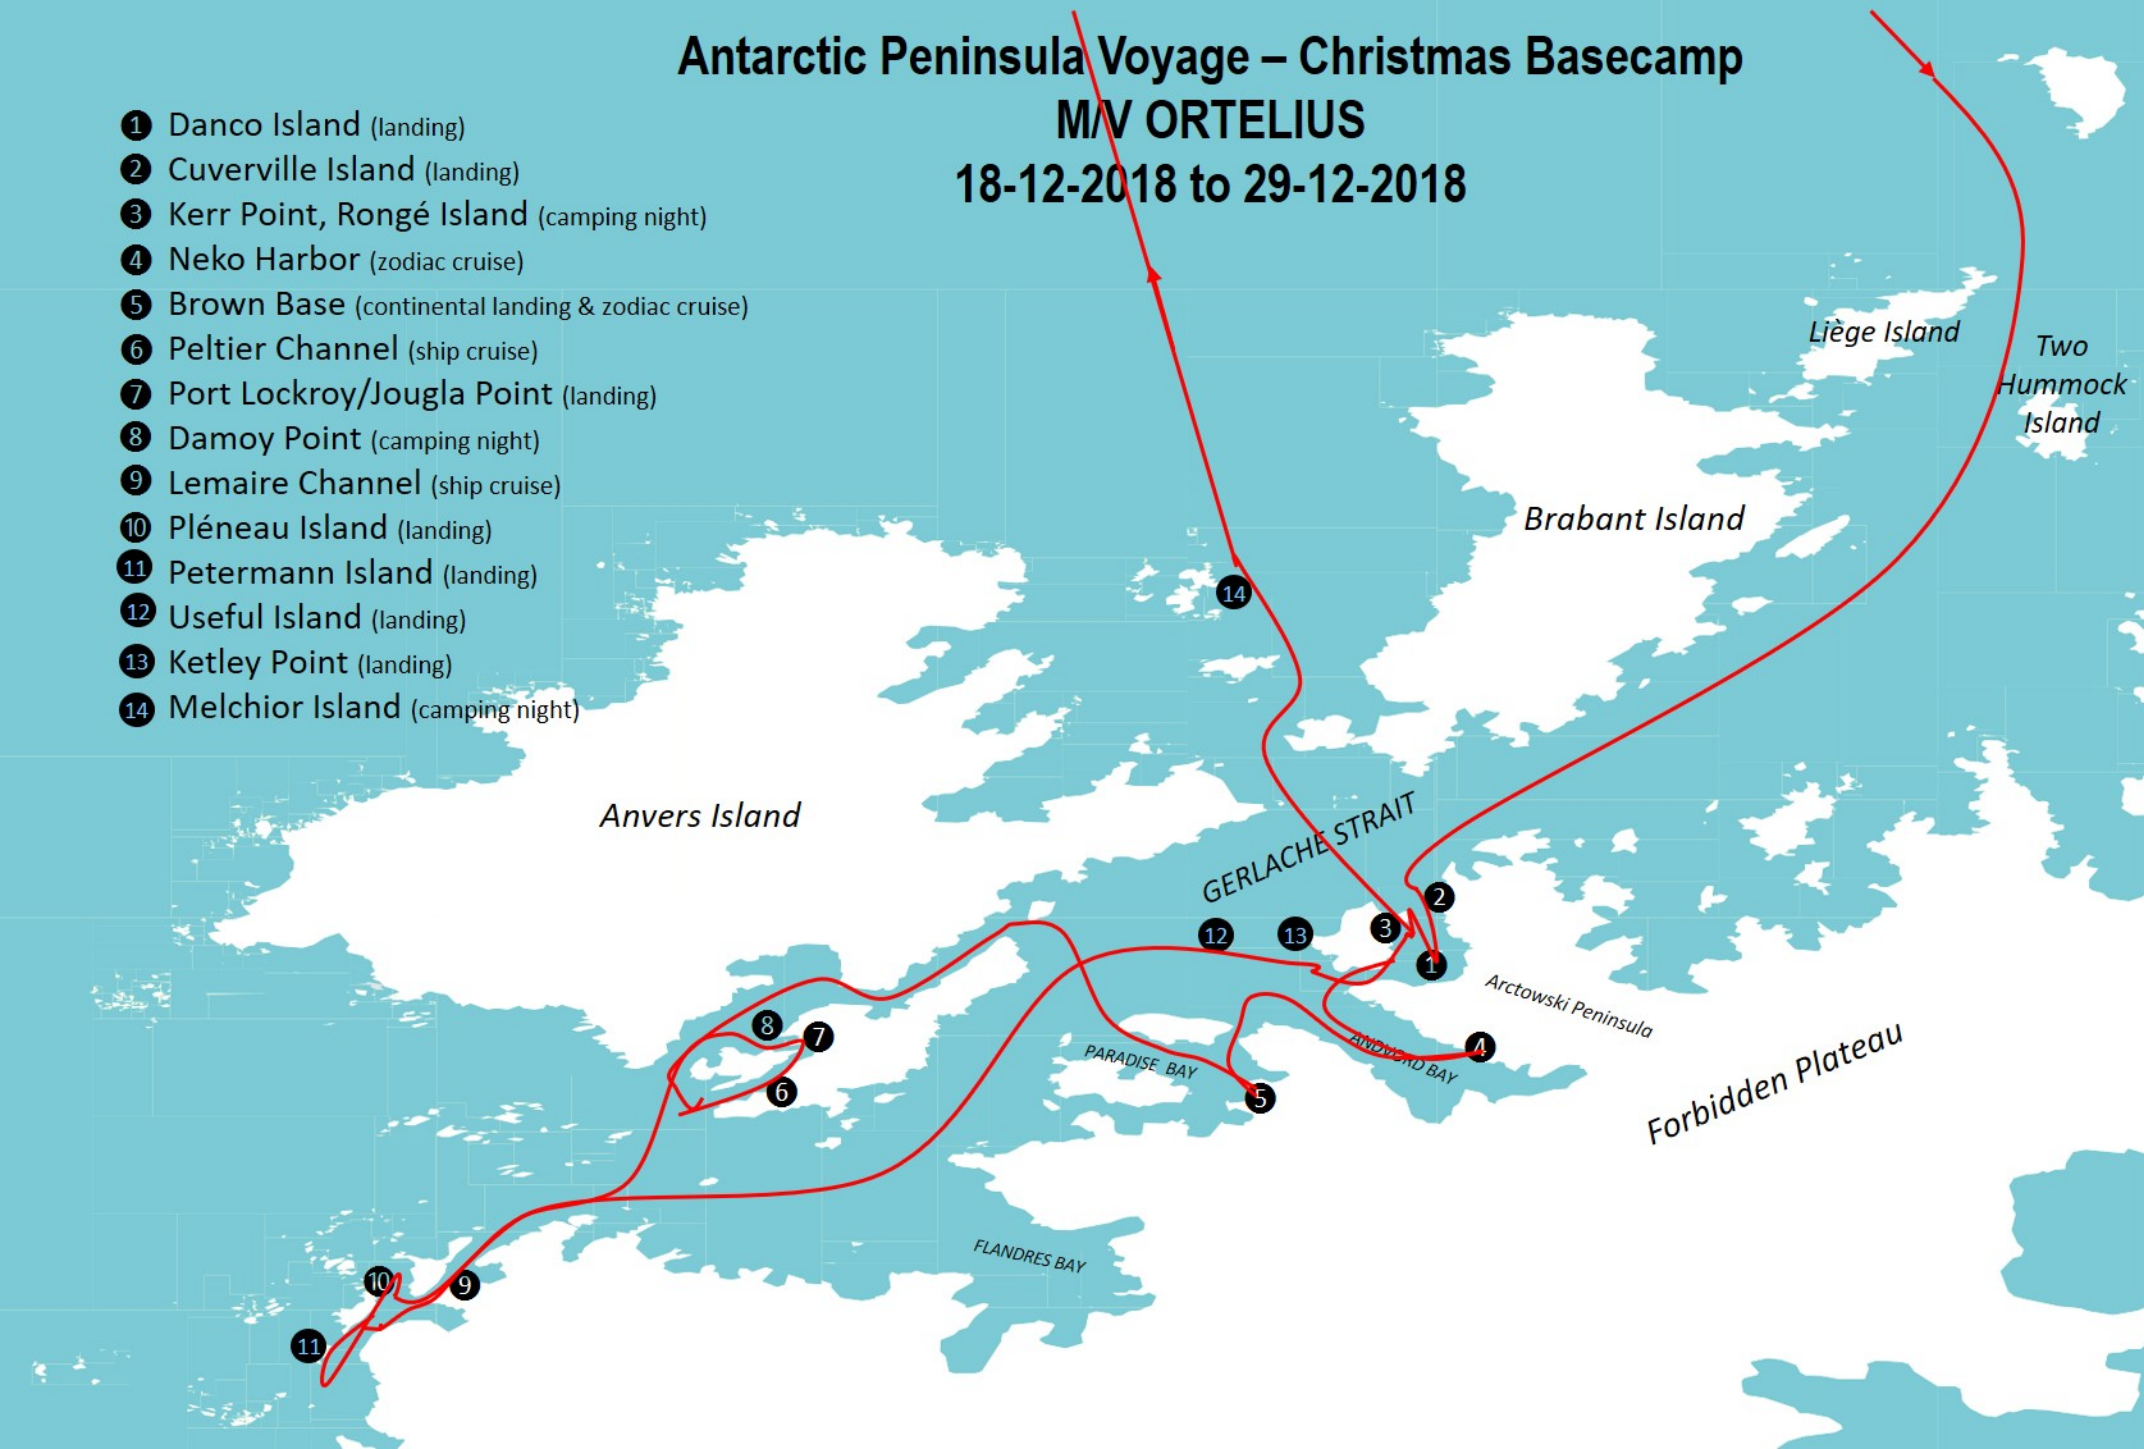 Antarctic Peninsula Voyage – Christmas Basecamp
M/V ORTELIUS
18-12-2018 to 29-12-2018
1 Danco Island (landing)
2 Cuverville Island (landing)
3 Kerr Point, Rongé Island (camping night)
4 Neko Harbor (zodiac cruise)
5 Brown Base (continental landing & zodiac cruise)
6 Peltier Channel (ship cruise)
7 Port Lockroy/Jougla Point (landing)
8 Damoy Point (camping night)
9 Lemaire Channel (ship cruise)
10 Pléneau Island (landing)
11 Petermann Island (landing)
12 Useful Island (landing)
13 Ketley Point (landing)
14 Melchior Island (camping night)
Liège Island
Two
Hummock
Island
Brabant Island
14
Anvers Island
GERLACHE STRAIT
2
3
12
13
1
Arctowski Peninsula
8
7
4
PARADISE BAY
ANDVORD BAY
6
5
Forbidden Plateau
FLANDRES BAY
10
9
11